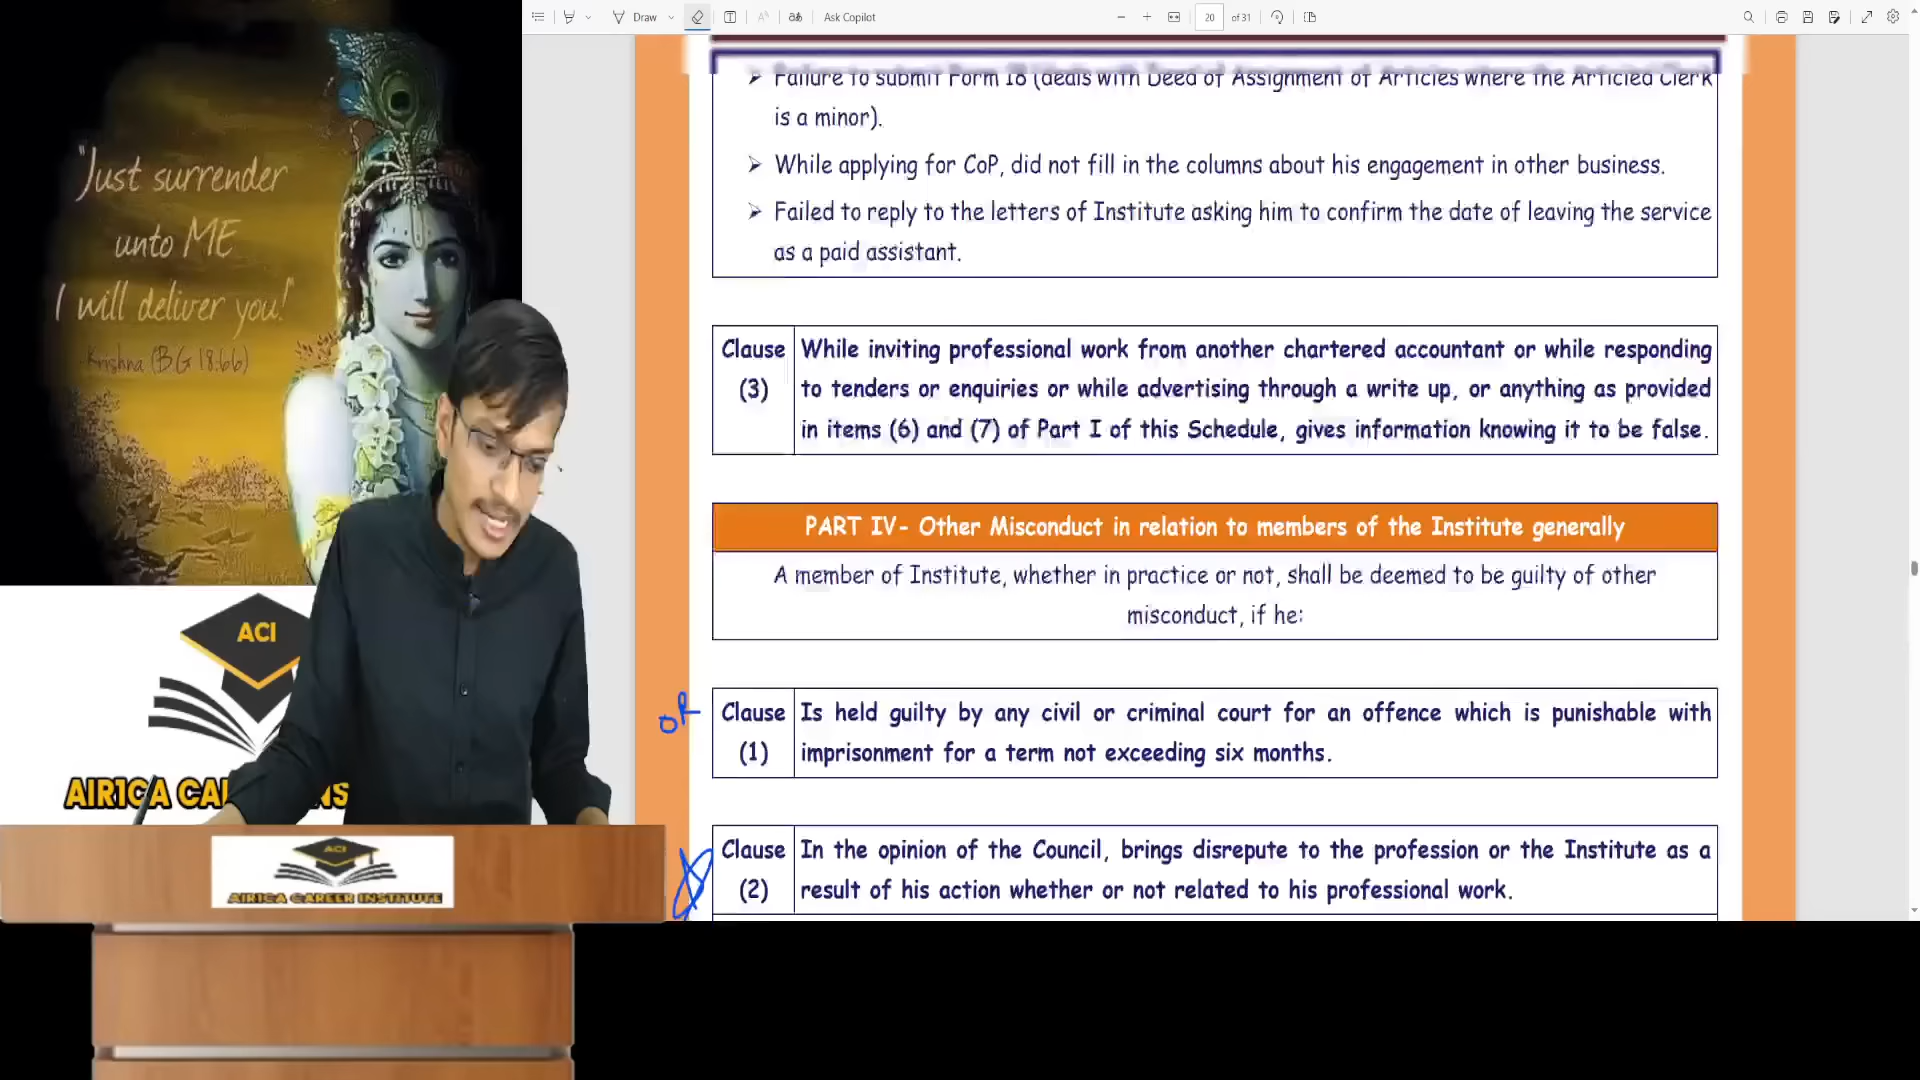 Draw
Ask Copilot
20 of 31
"Just surrender
unto ME
I will deliver you!"
-Krishna (B.G 18:66)
ACI
ACI
AIR1CA CAREER INSTITUTE
➢ Failure to submit Form 18 (deals with Deed of Assignment of Articles where the Articled Clerk
is a minor).
➢ While applying for CoP, did not fill in the columns about his engagement in other business.
➢ Failed to reply to the letters of Institute asking him to confirm the date of leaving the service
as a paid assistant.
Clause (3)
While inviting professional work from another chartered accountant or while responding
to tenders or enquiries or while advertising through a write up, or anything as provided
in items (6) and (7) of Part I of this Schedule, gives information knowing it to be false.
PART IV- Other Misconduct in relation to members of the Institute generally
A member of Institute, whether in practice or not, shall be deemed to be guilty of other
misconduct, if he:
OR
Clause (1)
Is held guilty by any civil or criminal court for an offence which is punishable with
imprisonment for a term not exceeding six months.
Clause (2)
In the opinion of the Council, brings disrepute to the profession or the Institute as a
result of his action whether or not related to his professional work.